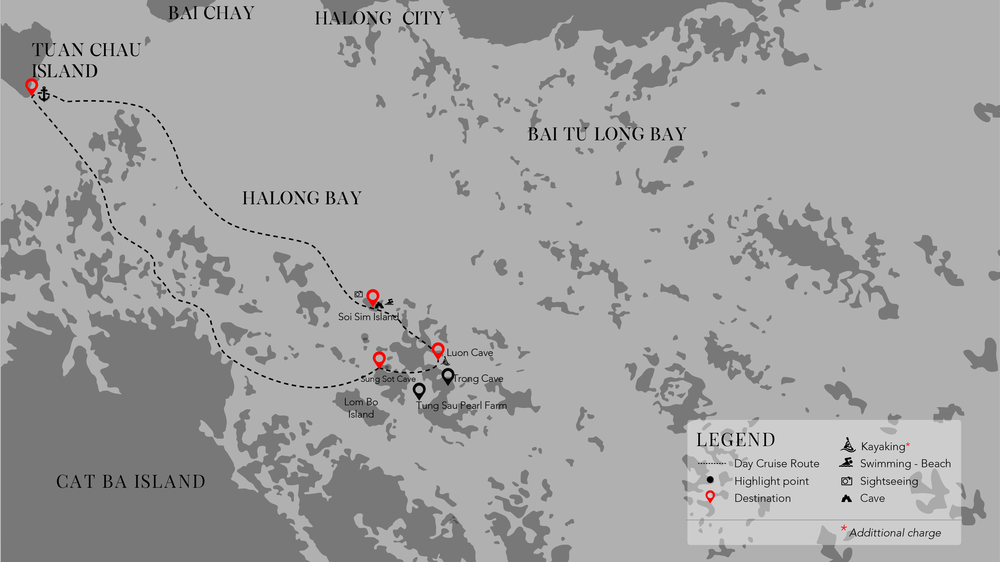 BAI CHAY
HALONG CITY
TUAN CHAU
ISLAND
BAI TU LONG BAY
HALONG BAY
Soi Sim Island
Luon Cave
Sung Sot Cave
Trong Cave
Lom Bo
Island
Tung Sau Pearl Farm
CAT BA ISLAND
LEGEND
Day Cruise Route
Highlight point
Destination
Kayaking*
Swimming - Beach
Sightseeing
Cave
* Addittional charge